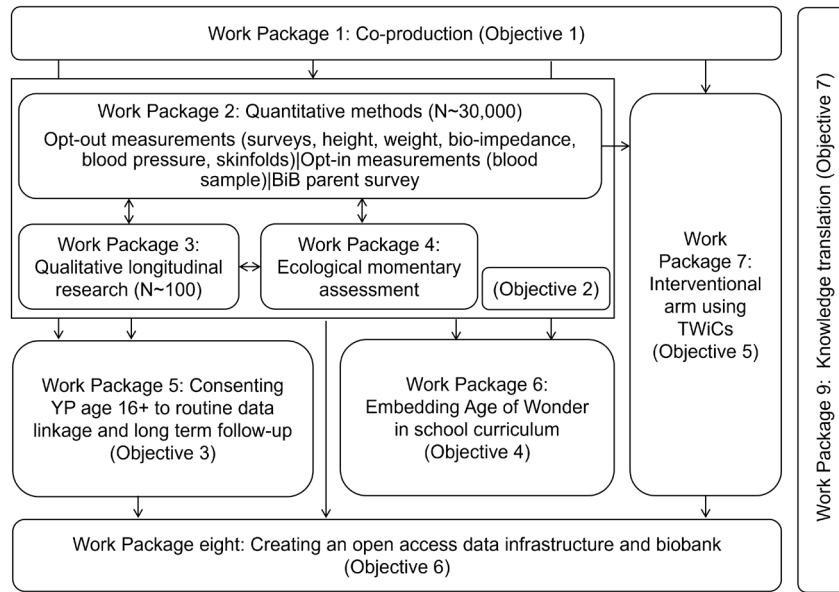 Work Package 1: Co-production (Objective 1)
Work Package 2: Quantitative methods (N~30,000)
Opt-out measurements (surveys, height, weight, bio-impedance,
blood pressure, skinfolds)|Opt-in measurements (blood
sample)|BiB parent survey
Work Package 3:
Qualitative longitudinal
research (N~100)
Work Package 4:
Ecological momentary
assessment
(Objective 2)
Work Package 5: Consenting
YP age 16+ to routine data
linkage and long term follow-up
(Objective 3)
Work Package 6:
Embedding Age of Wonder
in school curriculum
(Objective 4)
Work
Package 7:
Interventional
arm using
TWiCs
(Objective 5)
Work Package eight: Creating an open access data infrastructure and biobank
(Objective 6)
Work Package 9:  Knowledge translation (Objective 7)